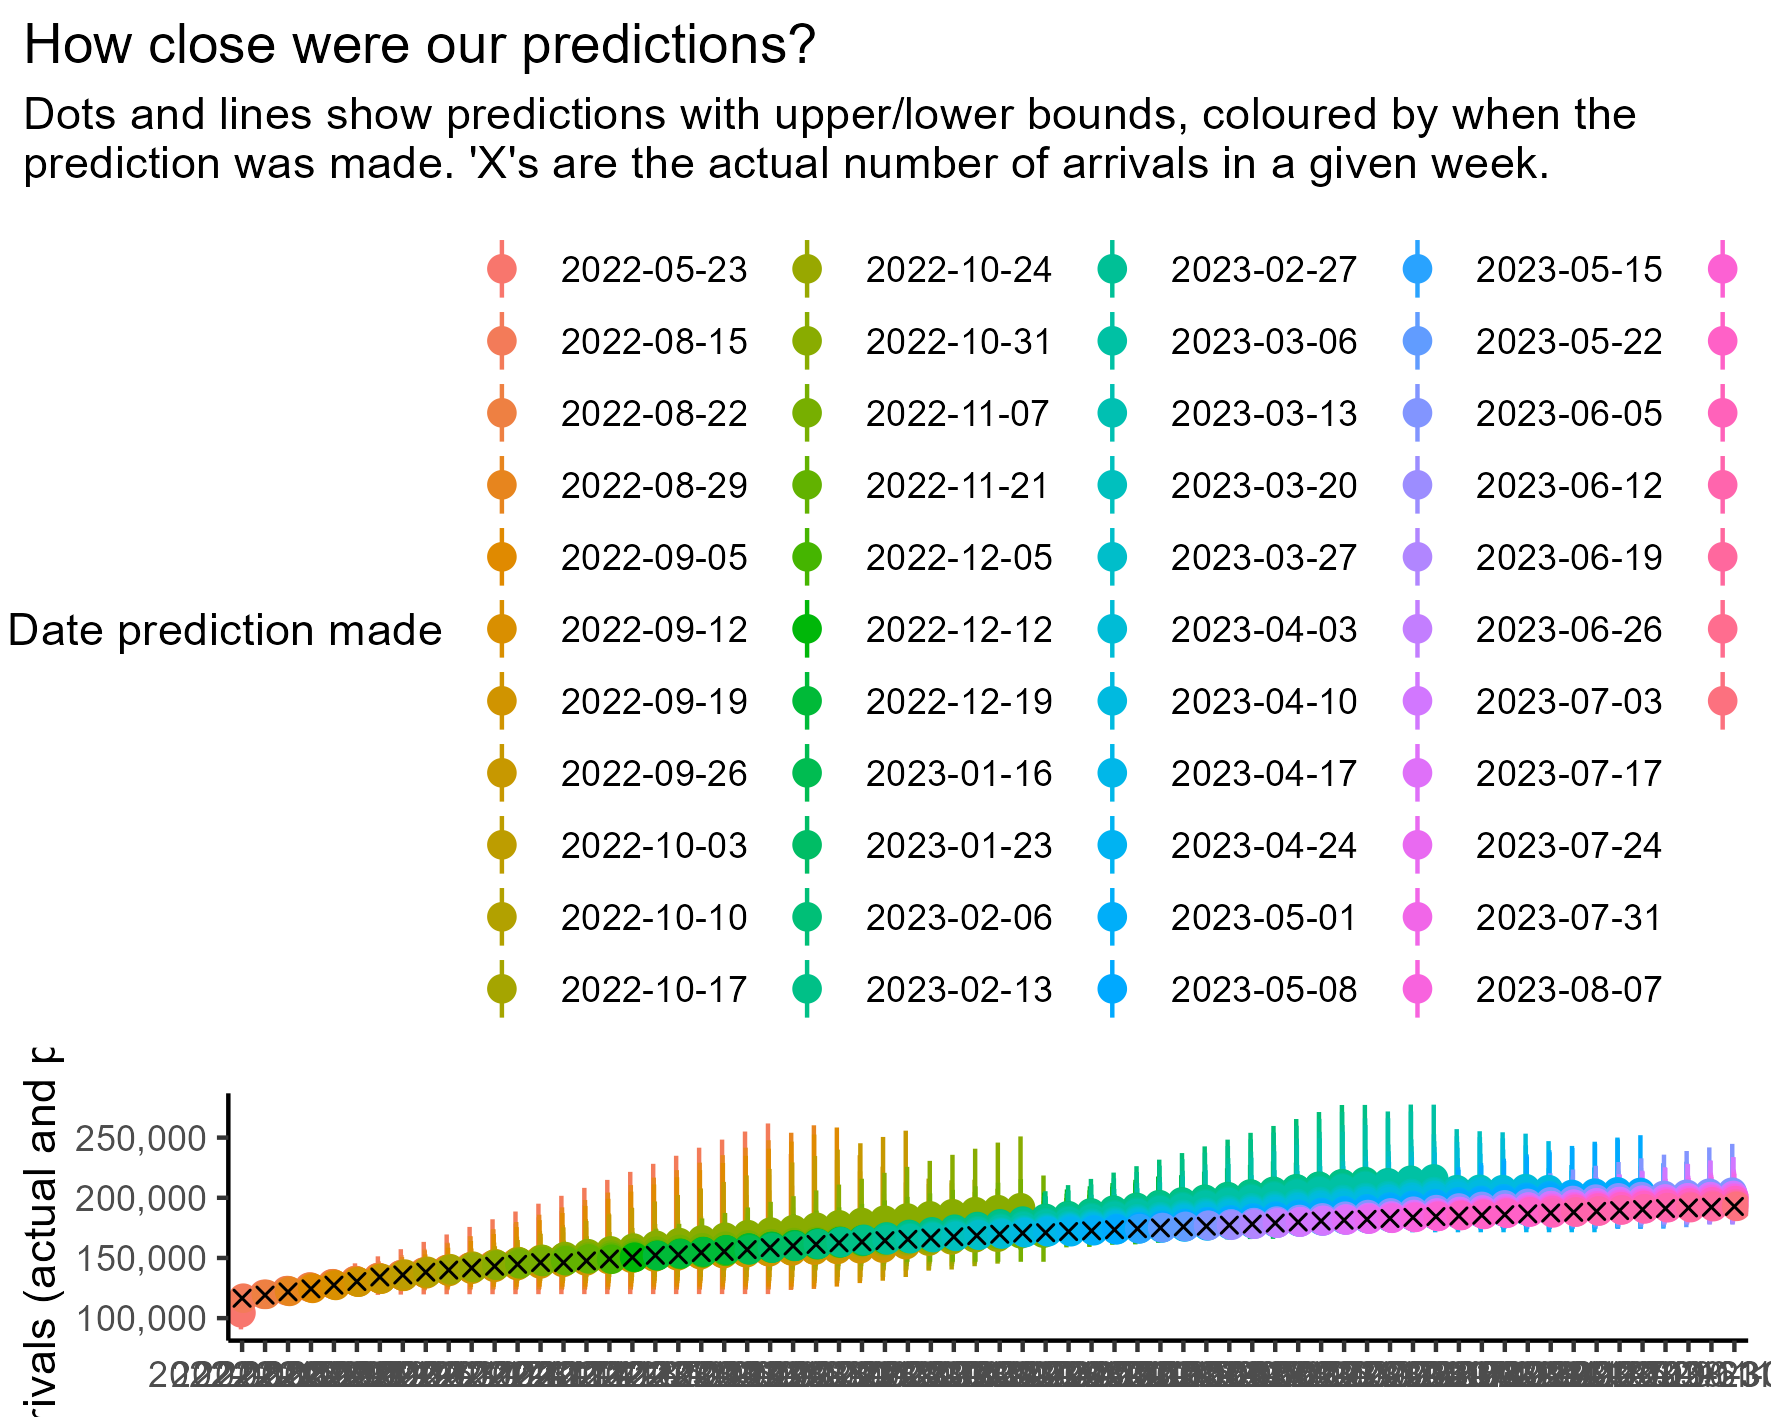 How close were our predictions?
Dots and lines show predictions with upper/lower bounds, coloured by when the
prediction was made. 'X's are the actual number of arrivals in a given week.
2022-05-23 2022-10-24 2023-02-27 2023-05-15
2022-08-15 2022-10-31 2023-03-06 2023-05-22
2022-08-22 2022-11-07 2023-03-13 2023-06-05
2022-08-29 2022-11-21 2023-03-20 2023-06-12
2022-09-05 2022-12-05 2023-03-27 2023-06-19
Date prediction made 2022-09-12 2022-12-12 2023-04-03 2023-06-26
2022-09-19 2022-12-19 2023-04-10 2023-07-03
2022-09-26 2023-01-16 2023-04-17 2023-07-17
2022-10-03 2023-01-23 2023-04-24 2023-07-24
2022-10-10 2023-02-06 2023-05-01 2023-07-31
2022-10-17 2023-02-13 2023-05-08 2023-08-07
rivals (actual and p
250,000
200,000
150,000
100,000